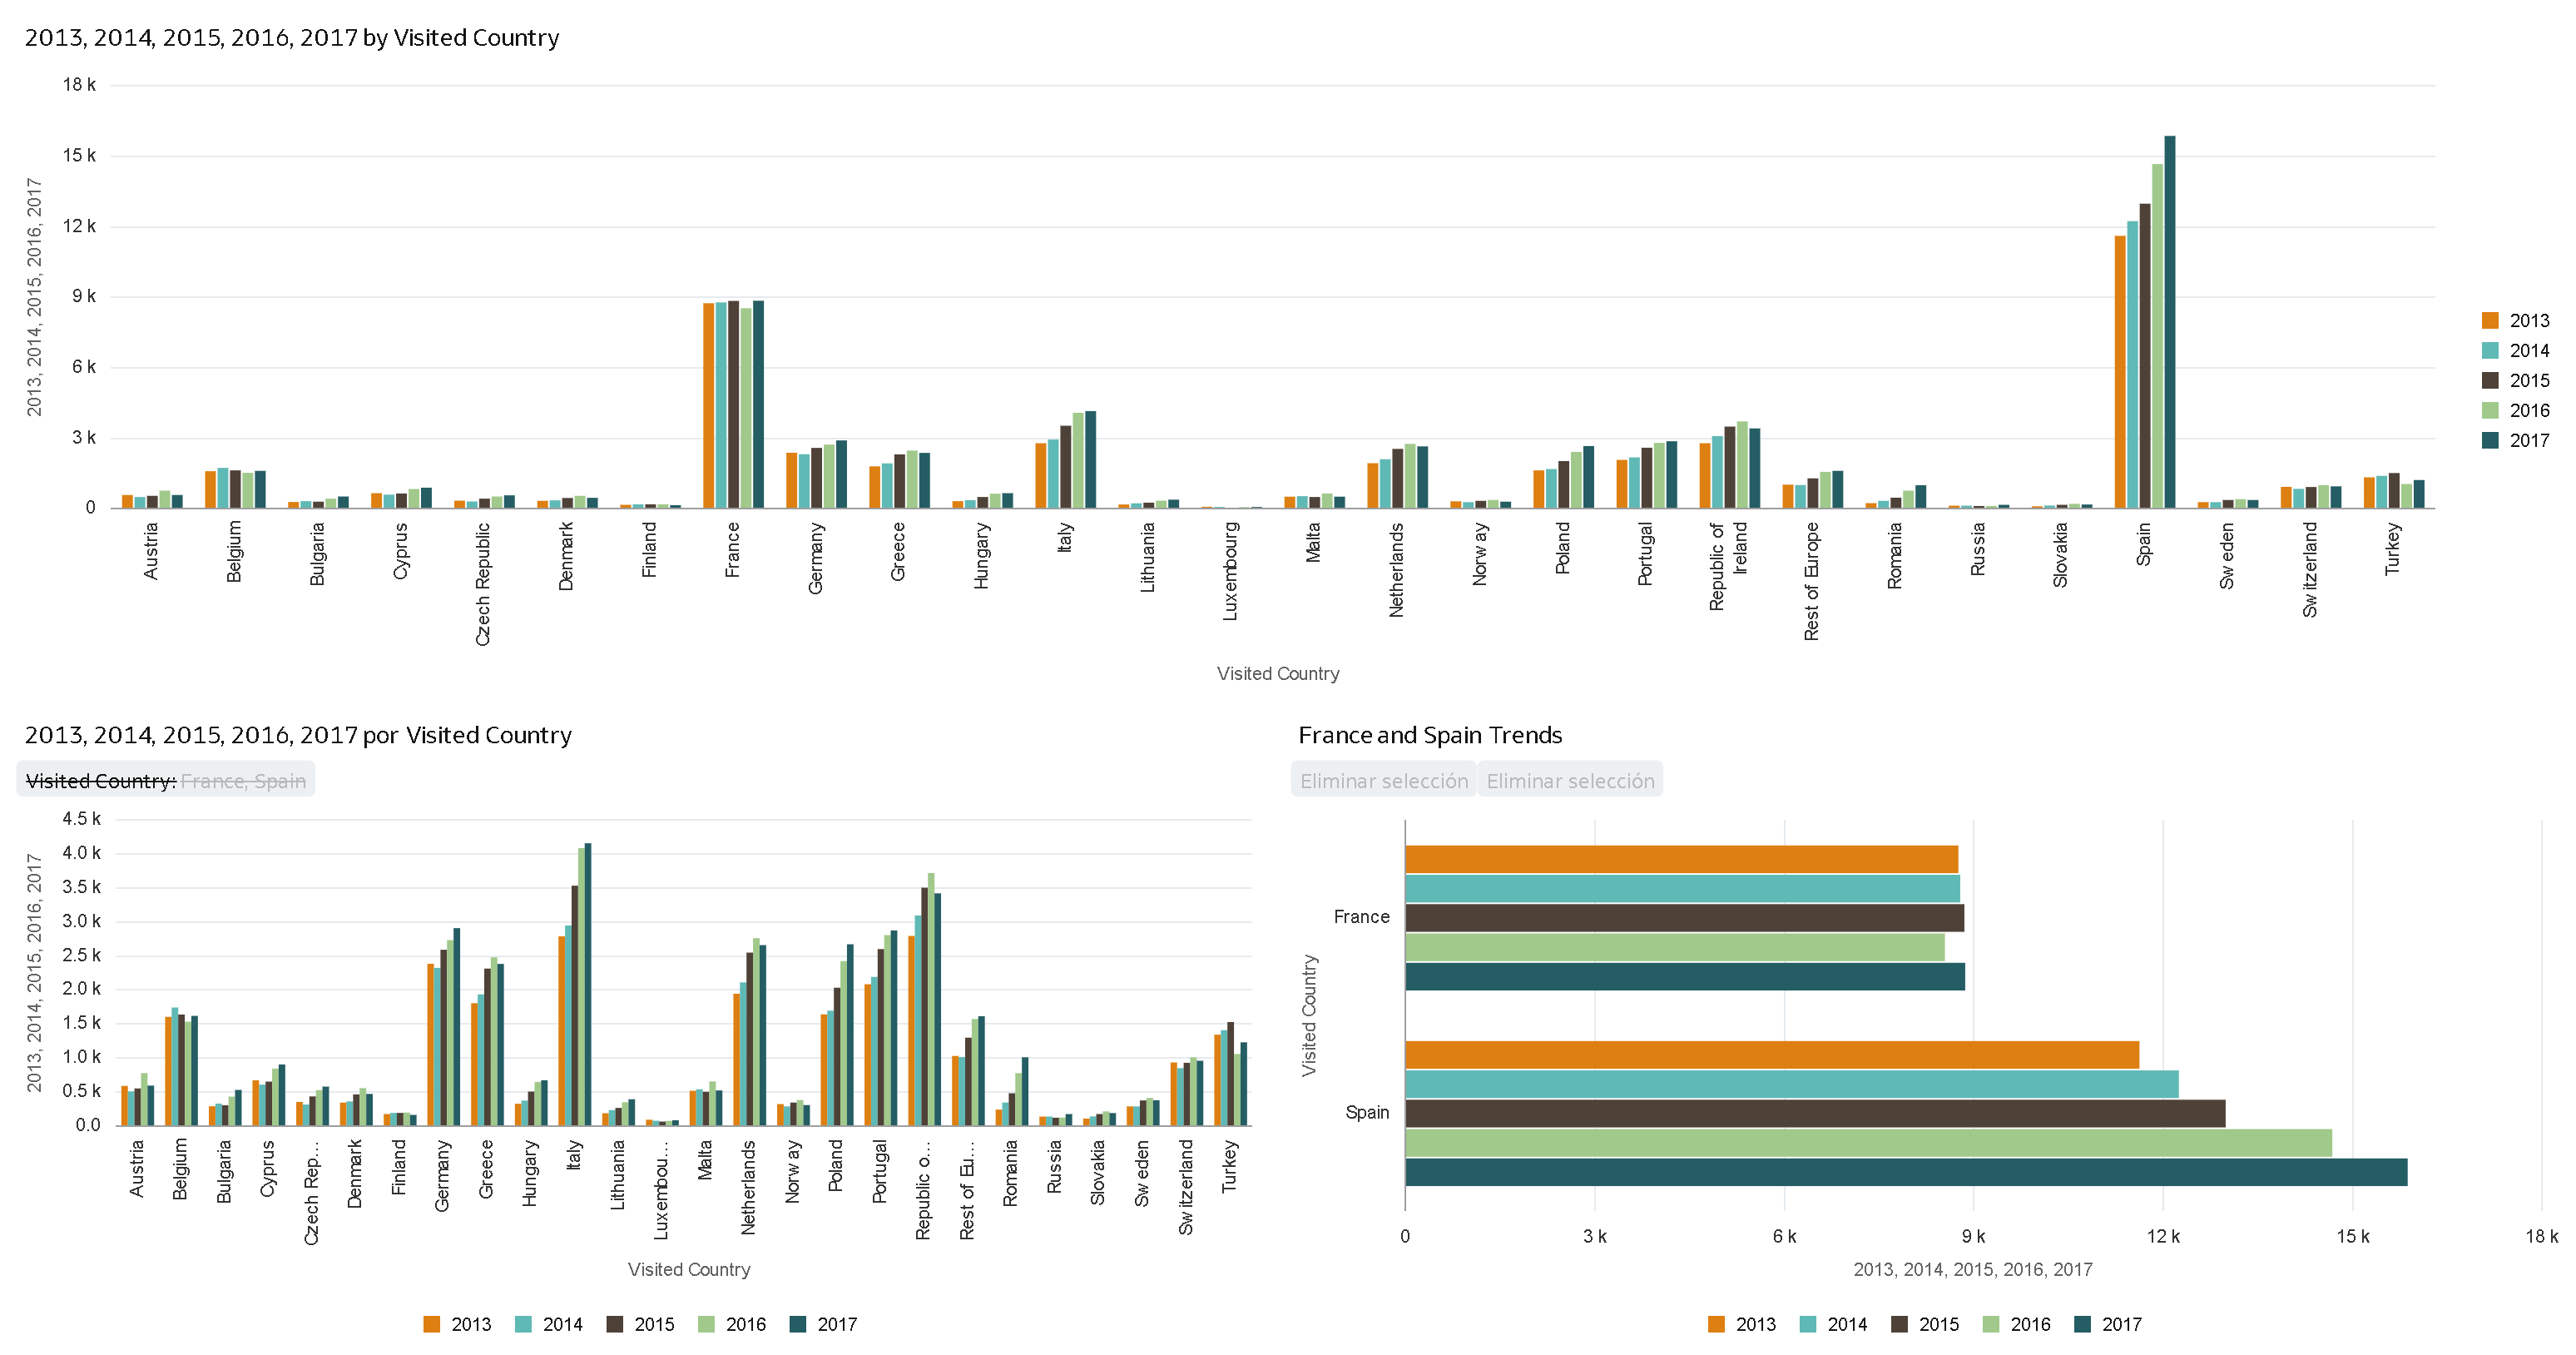 2013, 2014, 2015, 2016, 2017 by Visited Country
18 k
15 k
12 k
9 k
6 k
3 k
0
2013, 2014, 2015, 2016, 2017
Austria
Belgium
Bulgaria
Cyprus
Czech Republic
Denmark
Finland
France
Germany
Greece
Hungary
Italy
Lithuania
Luxembourg
Malta
Netherlands
Norway
Poland
Portugal
Republic of
Ireland
Rest of Europe
Romania
Russia
Slovakia
Spain
Sweden
Switzerland
Turkey
Visited Country
2013
2014
2015
2016
2017
2013, 2014, 2015, 2016, 2017 por Visited Country
Visited Country: France, Spain
4.5 k
4.0 k
3.5 k
3.0 k
2.5 k
2.0 k
1.5 k
1.0 k
0.5 k
0.0
2013, 2014, 2015, 2016, 2017
Austria
Belgium
Bulgaria
Cyprus
Czech Rep...
Denmark
Finland
Germany
Greece
Hungary
Italy
Lithuania
Luxembou...
Malta
Netherlands
Norway
Poland
Portugal
Republic o...
Rest of Eu...
Romania
Russia
Slovakia
Sweden
Switzerland
Turkey
Visited Country
2013 2014 2015 2016 2017
France and Spain Trends
Eliminar selección Eliminar selección
Visited Country
France
Spain
0 3 k 6 k 9 k 12 k 15 k 18 k
2013, 2014, 2015, 2016, 2017
2013 2014 2015 2016 2017